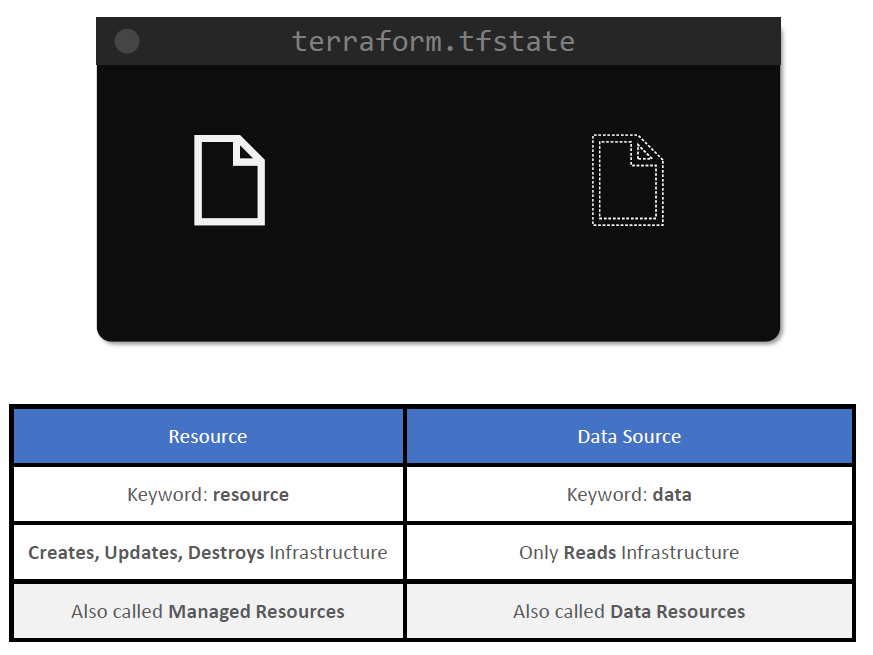 terraform.tfstate
Resource
Data Source
Keyword: resource
Keyword: data
Creates, Updates, Destroys Infrastructure
Only Reads Infrastructure
Also called Managed Resources
Also called Data Resources